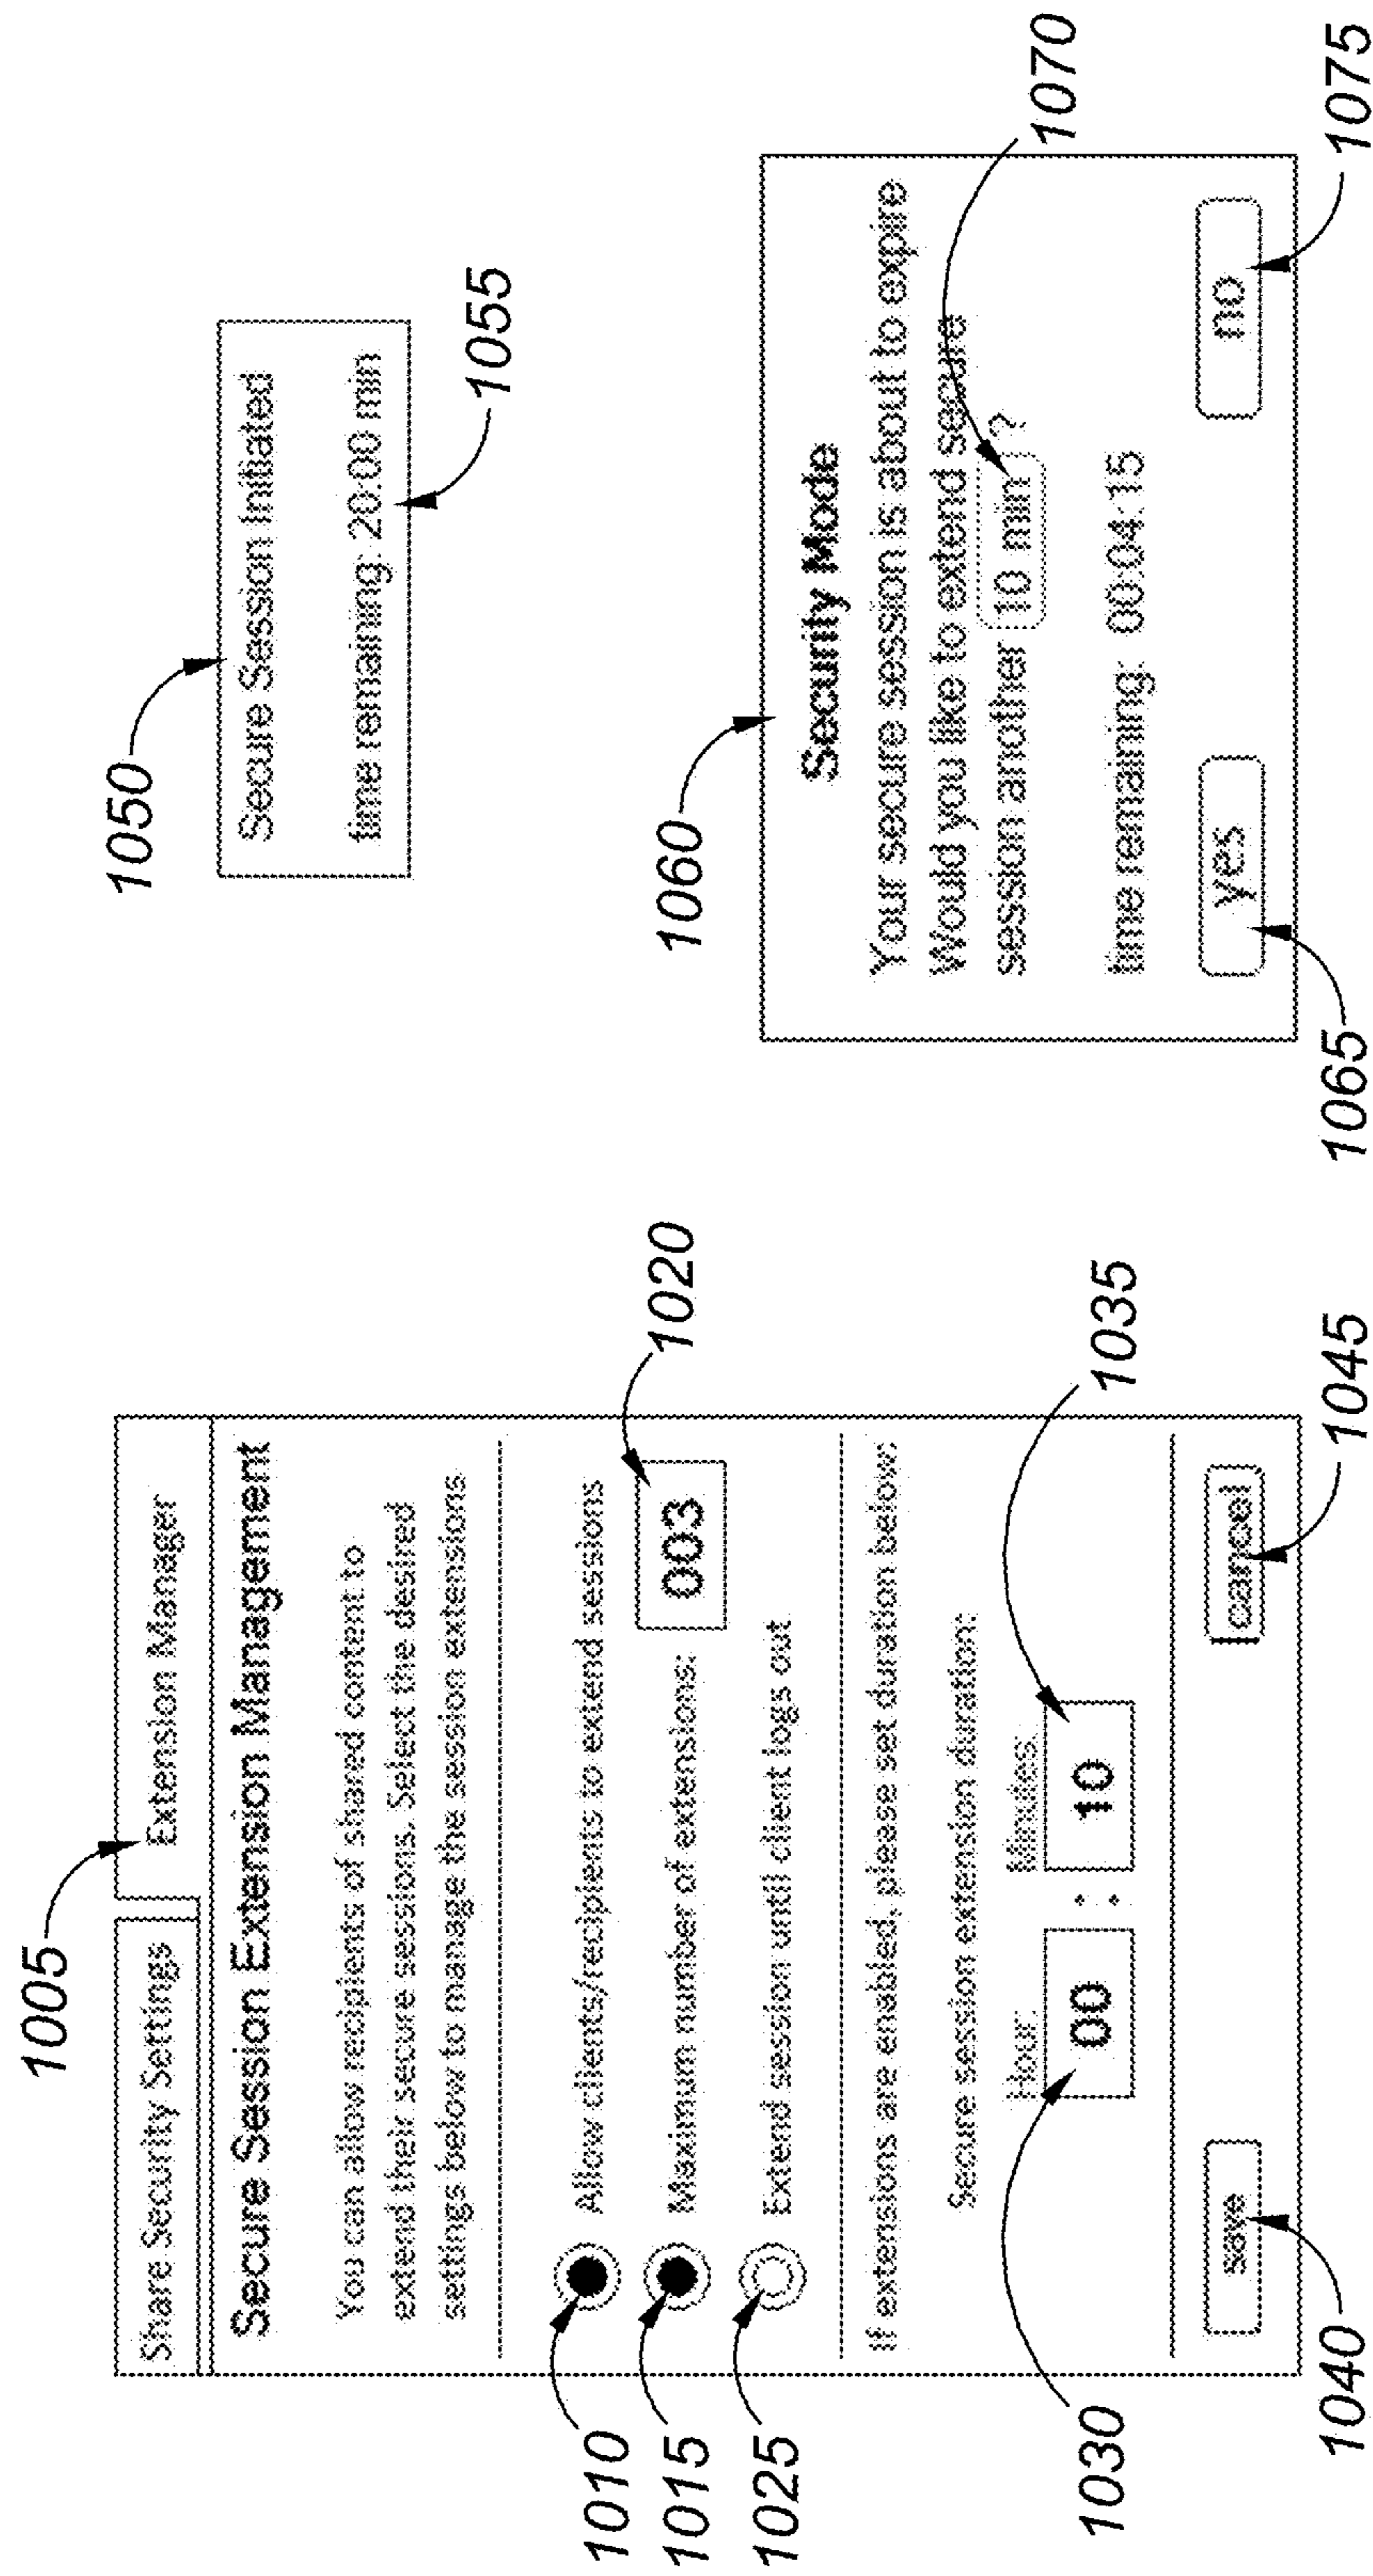 1005
Share Security Settings
Extension Manager
Secure Session Extension Management
You can allow recipients of shared content to
extend their secure sessions. Select the desired
settings below to manage the session extensions
1010
Allow clients/recipients to extend sessions
1015
Maximum number of extensions:
003
1020
1025
Extend session until client logs out
If extensions are enabled, please set duration below:
Secure session extension duration:
Hour:
Minutes:
00 : 10
1030
1035
save
cancel
1040
1045
1050
Secure Session Initiated
time remaining: 20:00 min
1055
1060
Security Mode
Your secure session is about to expire
Would you like to extend secure
session another 10 min ?
1070
time remaining: 00:04:15
yes
no
1065
1075